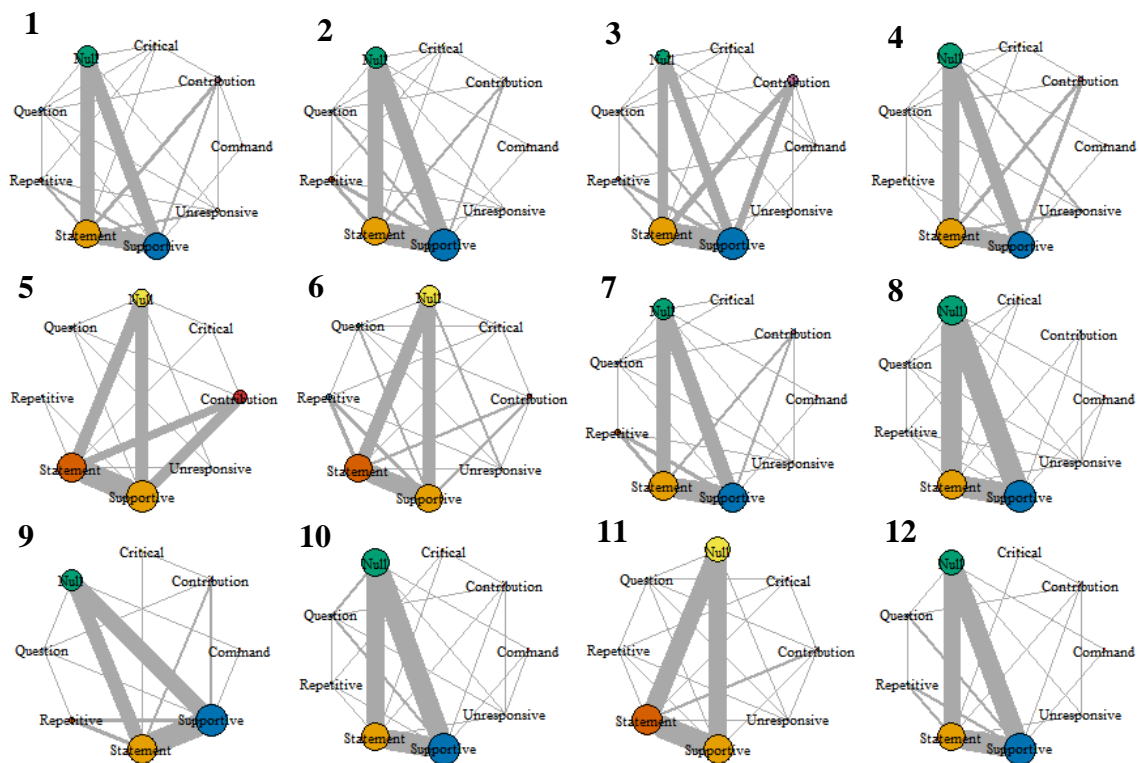 1
Critical
Null
Contribution
Question
Command
Repetitive
Unresponsive
Statement
Supportive
2
Critical
Null
Contribution
Question
Command
Repetitive
Unresponsive
Statement
Supportive
3
Critical
Null
Contribution
Question
Command
Repetitive
Unresponsive
Statement
Supportive
4
Critical
Null
Contribution
Question
Command
Repetitive
Unresponsive
Statement
Supportive
5
Null
Question
Critical
Repetitive
Contribution
Statement
Unresponsive
Supportive
6
Null
Question
Critical
Repetitive
Contribution
Statement
Unresponsive
Supportive
7
Critical
Null
Contribution
Question
Command
Repetitive
Unresponsive
Statement
Supportive
8
Critical
Null
Contribution
Question
Command
Repetitive
Unresponsive
Statement
Supportive
9
Critical
Null
Contribution
Question
Command
Repetitive
Supportive
Statement
10
Critical
Null
Contribution
Question
Command
Repetitive
Unresponsive
Statement
Supportive
11
Null
Question
Critical
Repetitive
Contribution
Statement
Unresponsive
Supportive
12
Critical
Null
Contribution
Question
Command
Repetitive
Unresponsive
Statement
Supportive